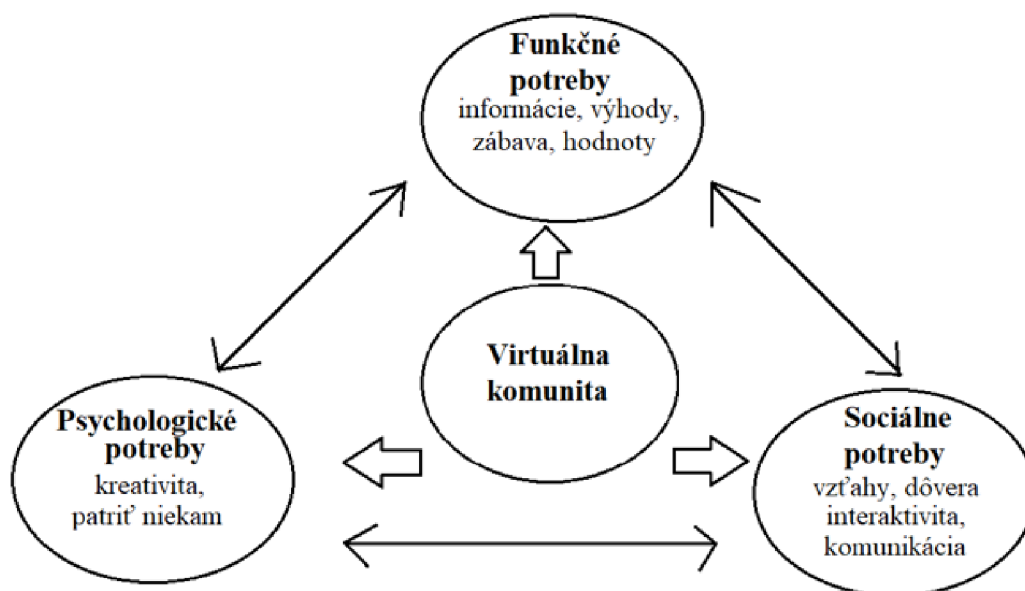 Funkčné
potreby
informácie, výhody,
zábava, hodnoty
Virtuálna
komunita
Psychologické
potreby
kreativita,
patriť niekam
Sociálne
potreby
vzťahy, dôvera
interaktivita,
komunikácia